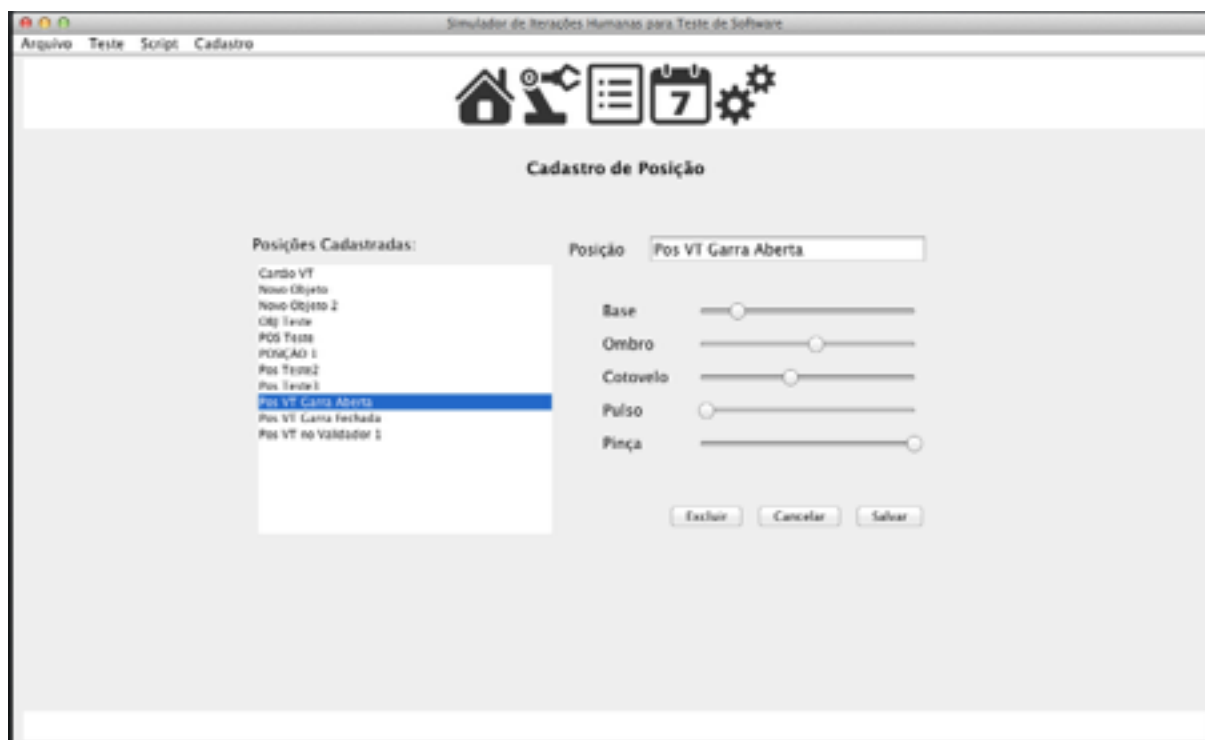 Simulador de Iterações Humanas para Teste de Software
Arquivo Teste Script Cadastro
7
Cadastro de Posição
Posições Cadastradas:
Cartão VT
Novo Objeto
Novo Objeto 2
Obj Teste
POS Teste
POSIÇÃO 1
Pos Teste2
Pos Teste3
Pos VT Garra Aberta
Pos VT Garra Fechada
Pos VT no Validador 1
Posição Pos VT Garra Aberta
Base
Ombro
Cotovelo
Pulso
Pinça
Excluir Cancelar Salvar